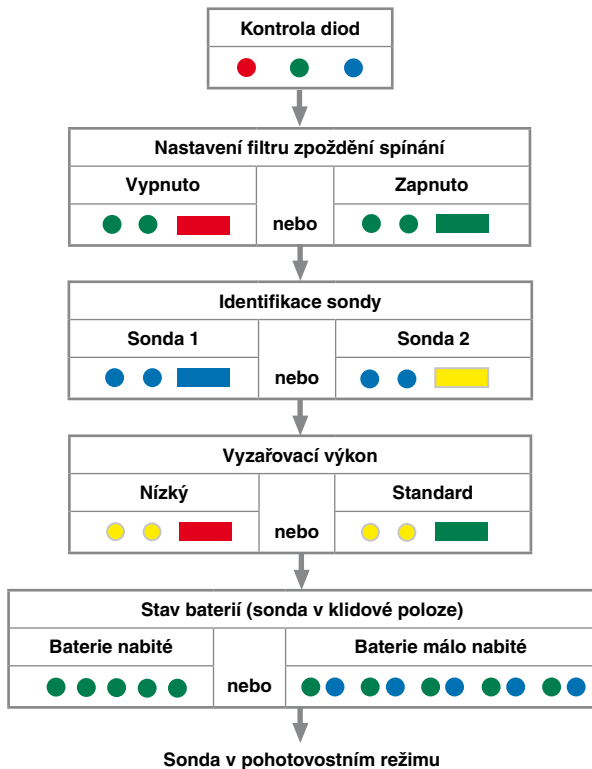 Kontrola diod
Nastavení filtru zpoždění spínání
Vypnuto
Zapnuto
nebo
Identifikace sondy
Sonda 1
Sonda 2
nebo
Vyzařovací výkon
Nízký
Standard
nebo
Stav baterií (sonda v klidové poloze)
Baterie nabité
Baterie málo nabité
nebo
Sonda v pohotovostním režimu